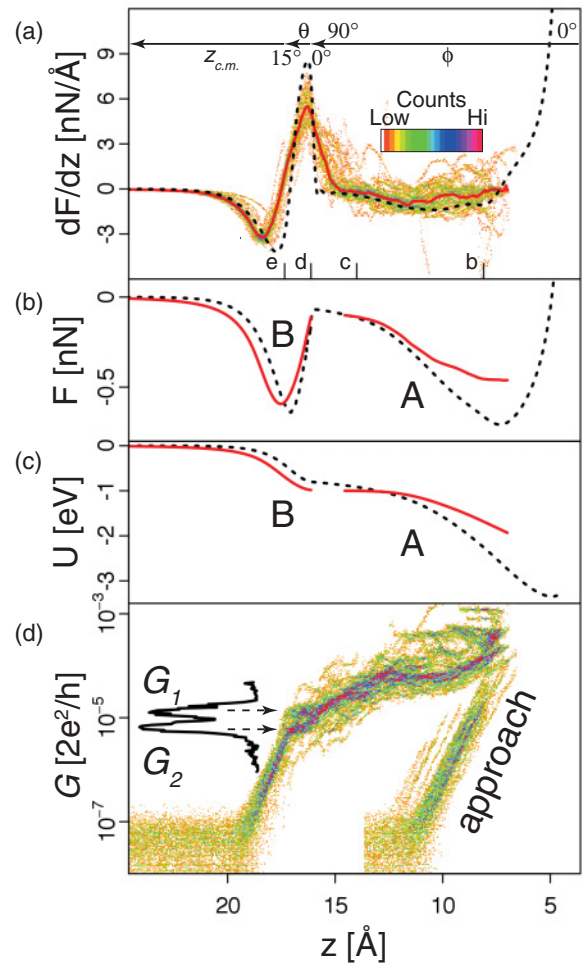 (a)
θ 90° 0°
z_c.m. 15° 0° ϕ
9
6
3
0
-3
dF/dz [nN/Å]
Counts
Low Hi
e d c b
(b)
0
-0.5
F [nN]
B
A
(c)
0
-1
-2
-3
U [eV]
B
A
(d)
10⁻³
10⁻⁵
10⁻⁷
G [2e²/h]
G₁
G₂
approach
20 15 10 5
z [Å]